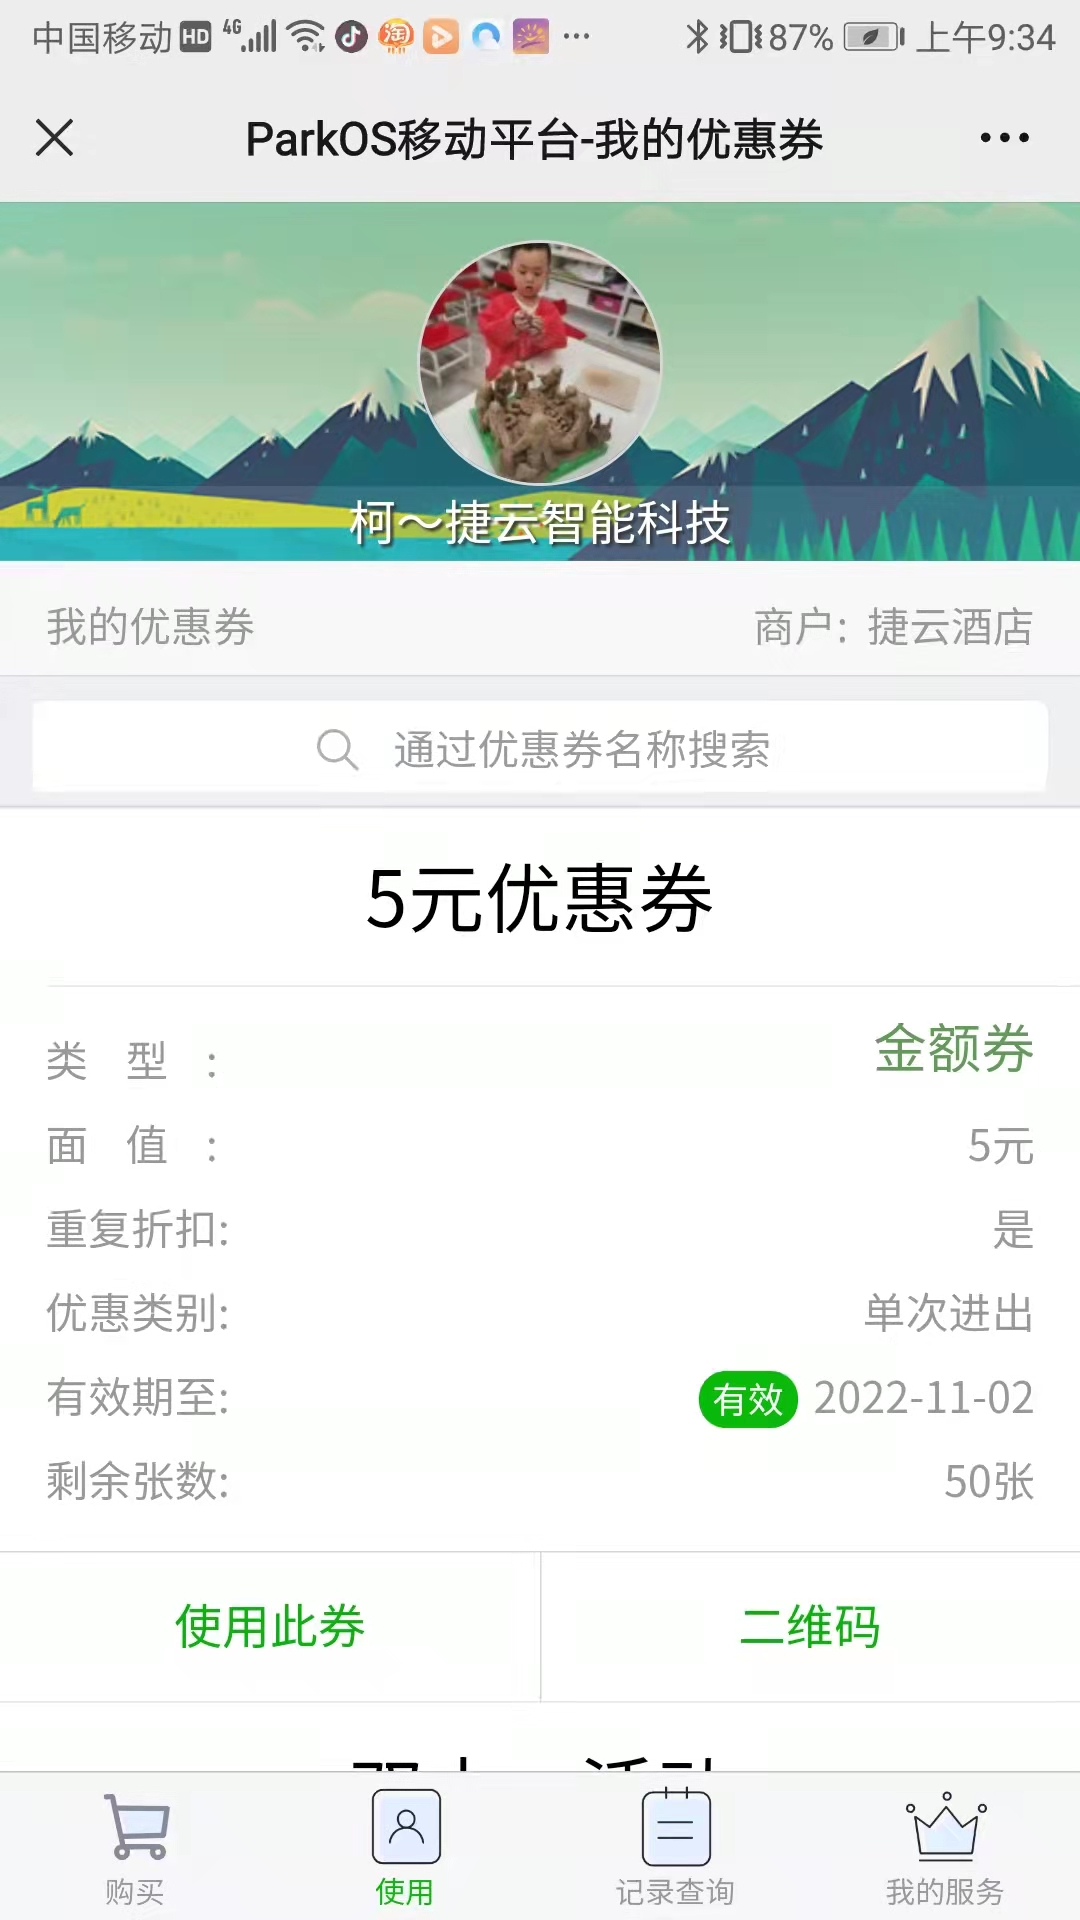 中国移动 HD 4G 淘 87% 上午9:34
ParkOS移动平台-我的优惠券
柯～捷云智能科技
我的优惠券 商户: 捷云酒店
通过优惠券名称搜索
5元优惠券
类 型 : 金额券
面 值 : 5元
重复折扣: 是
优惠类别: 单次进出
有效期至: 有效 2022-11-02
剩余张数: 50张
使用此券 二维码
购买 使用 记录查询 我的服务